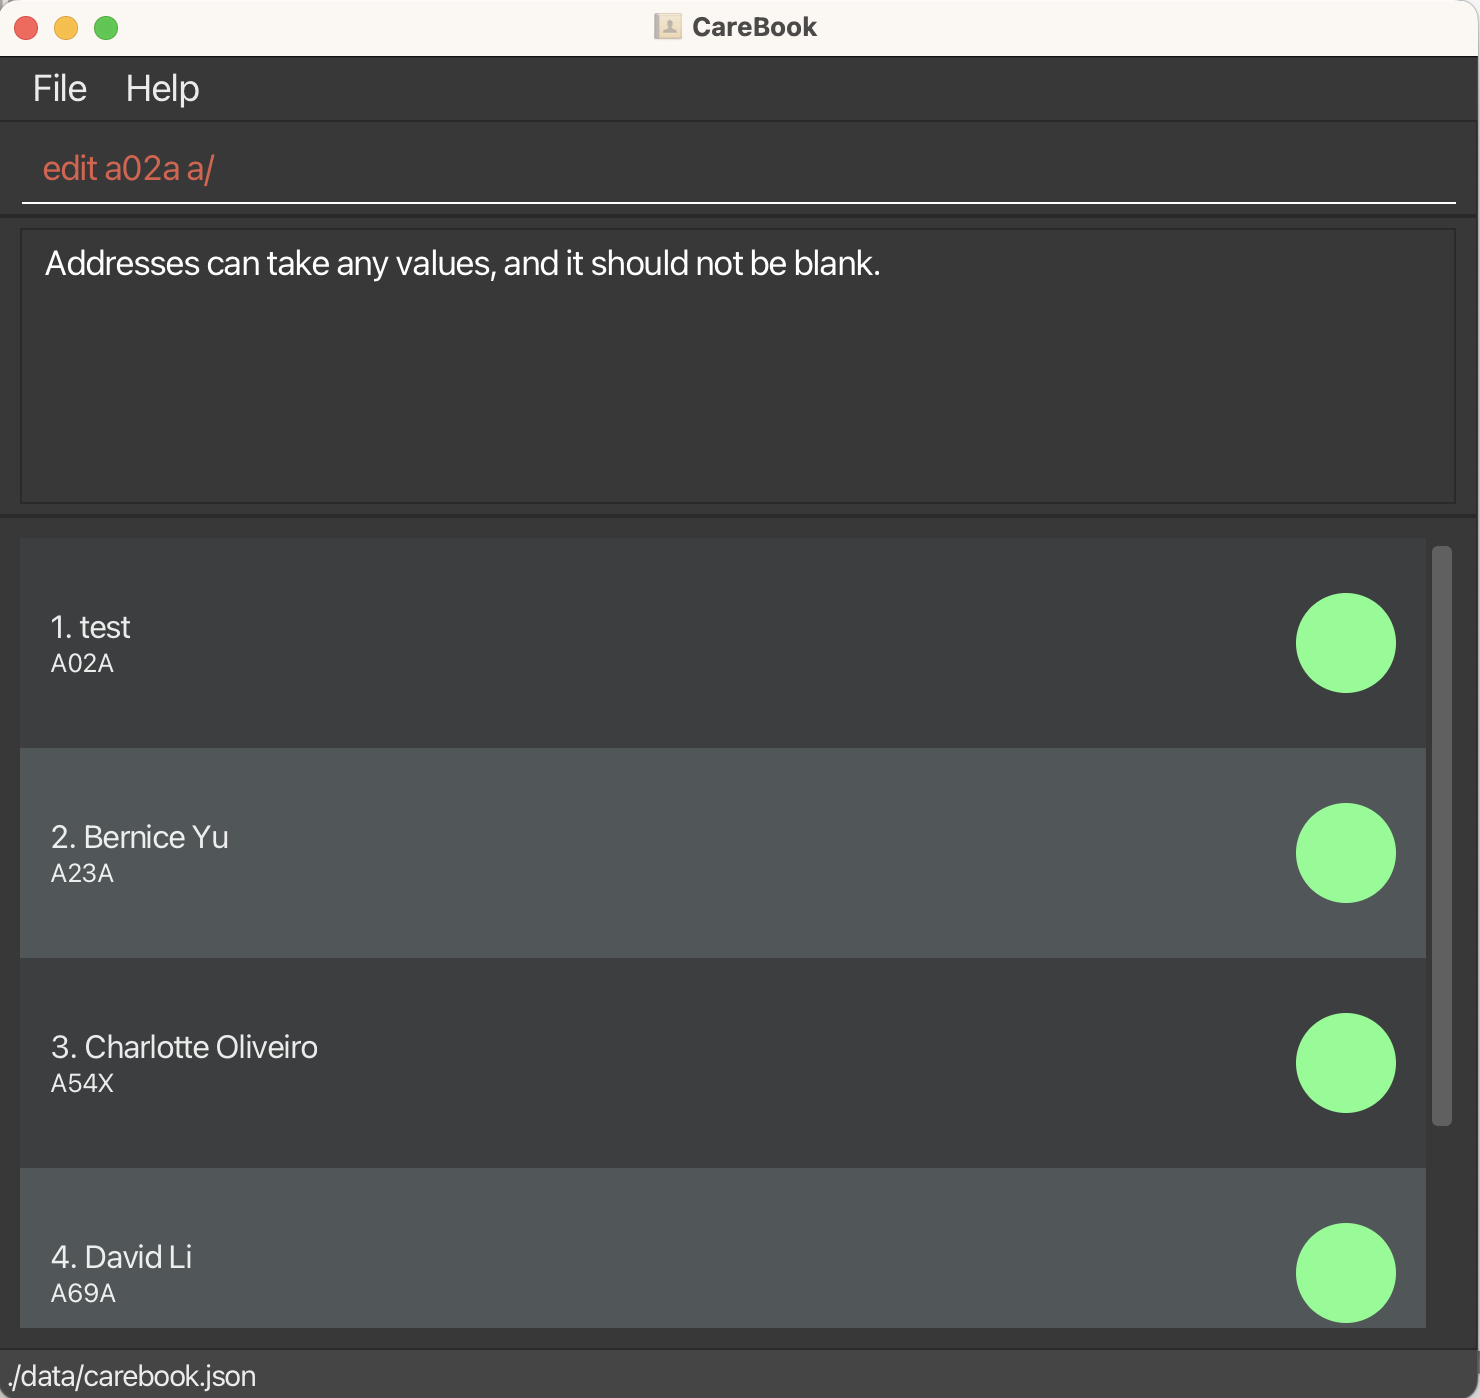 CareBook
File Help
edit a02a a/
Addresses can take any values, and it should not be blank.
1. test
A02A
2. Bernice Yu
A23A
3. Charlotte Oliveiro
A54X
4. David Li
A69A
./data/carebook.json